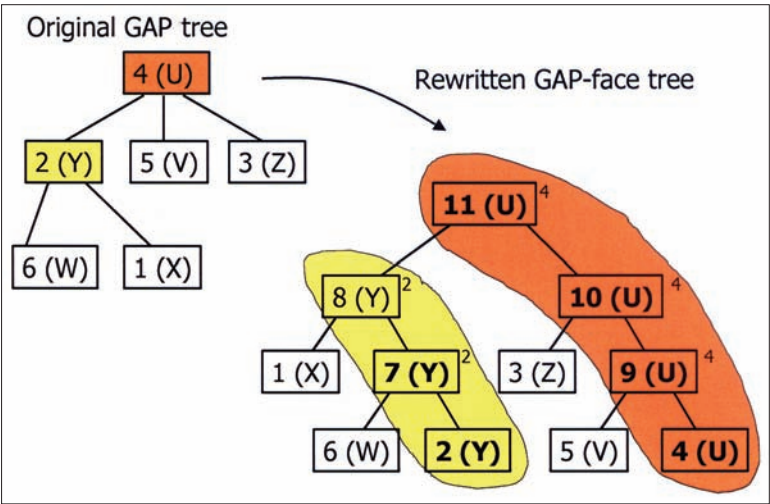 Original GAP tree
4 (U)
Rewritten GAP-face tree
2 (Y) 5 (V) 3 (Z)
11 (U) 4
6 (W) 1 (X)
8 (Y) 2 10 (U) 4
1 (X) 7 (Y) 2 3 (Z) 9 (U) 4
6 (W) 2 (Y) 5 (V) 4 (U)